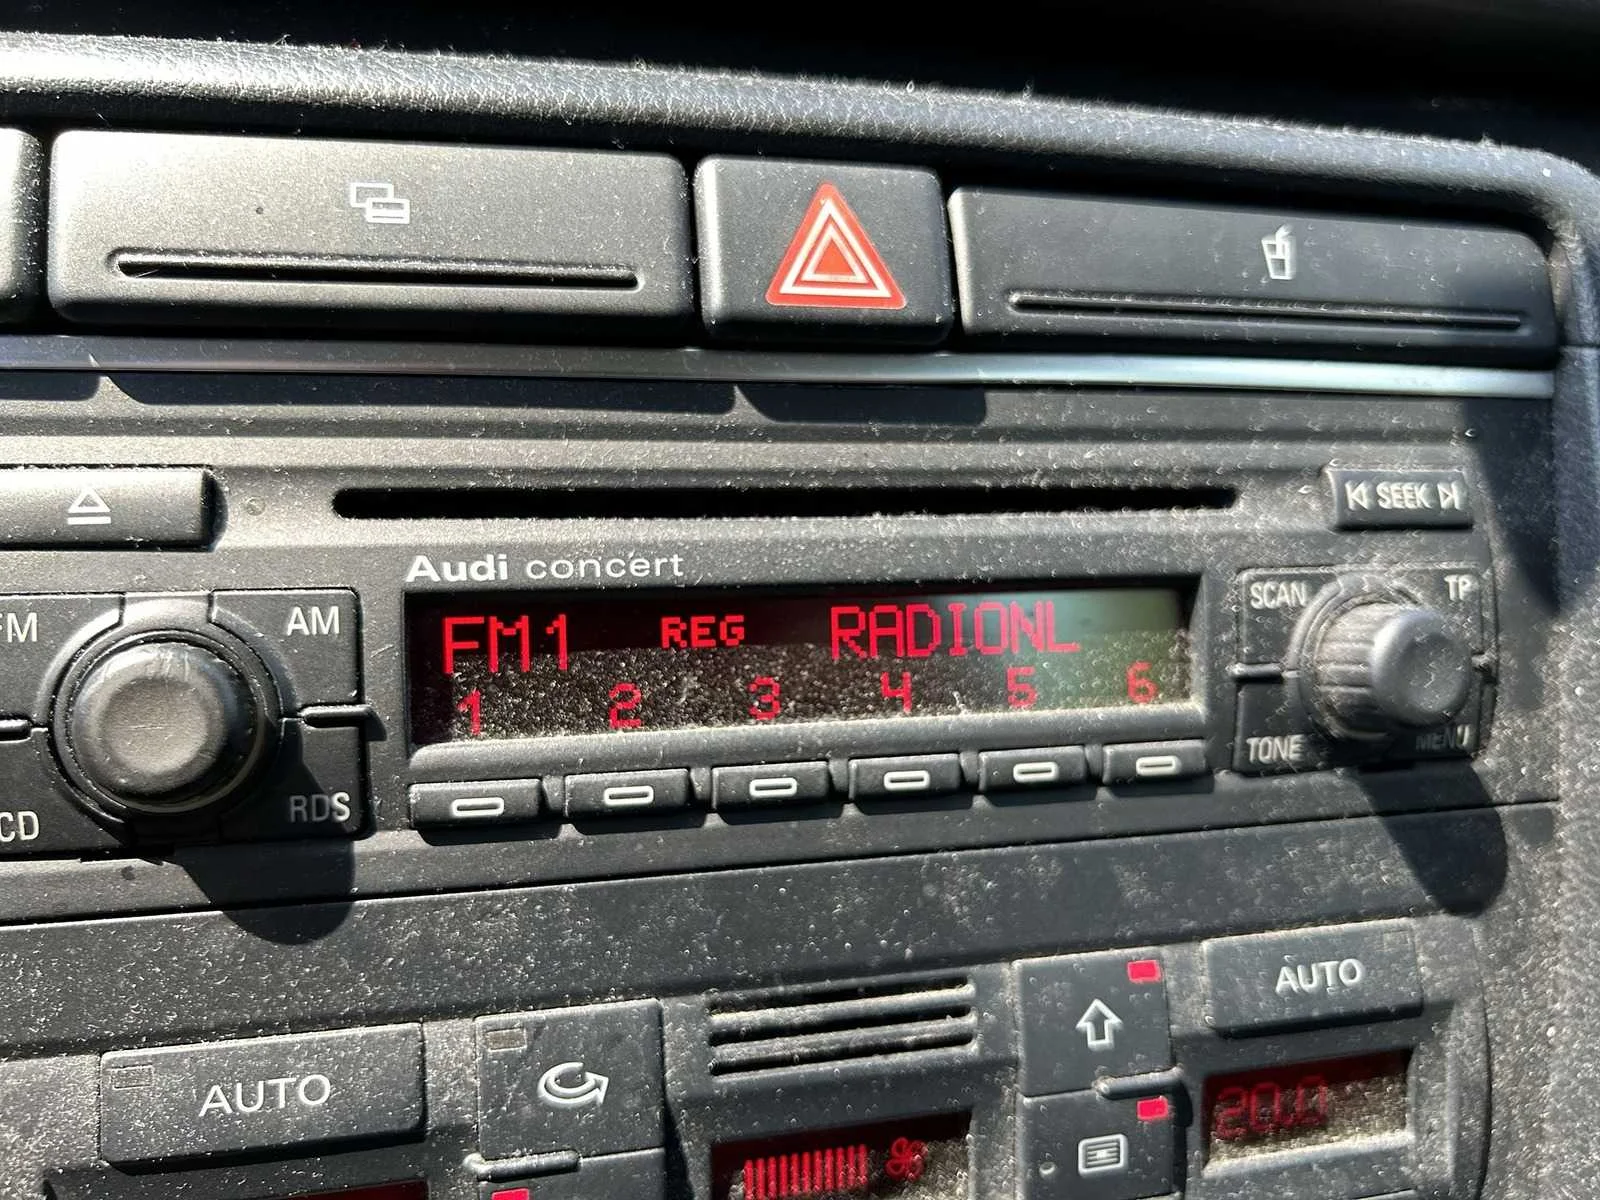 SEEK
Audi concert
FM AM
FM1 REG RADIONL
SCAN TP
1 2 3 4 5 6
CD RDS
TONE MENU
AUTO
AUTO
20.0